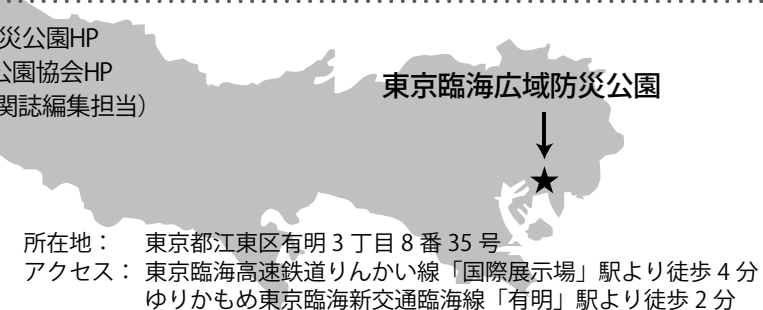 災公園HP
公園協会HP
関誌編集担当）
東京臨海広域防災公園
所在地： 東京都江東区有明 3 丁目 8 番 35 号
アクセス： 東京臨海高速鉄道りんかい線「国際展示場」駅より徒歩 4 分
ゆりかもめ東京臨海新交通臨海線「有明」駅より徒歩 2 分